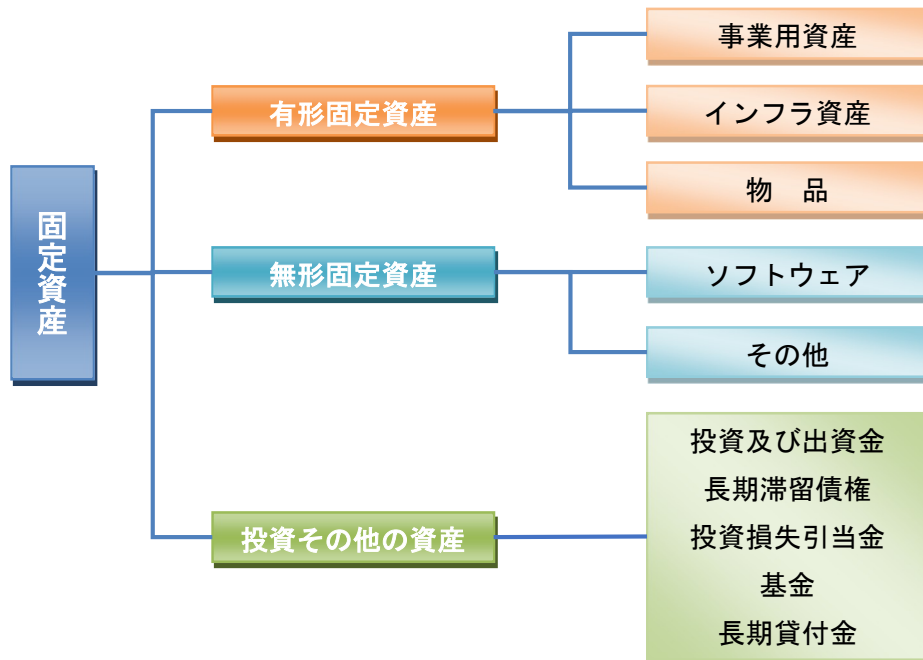 固定資産
有形固定資産
事業用資産
インフラ資産
物　品
無形固定資産
ソフトウェア
その他
投資その他の資産
投資及び出資金
長期滞留債権
投資損失引当金
基金
長期貸付金